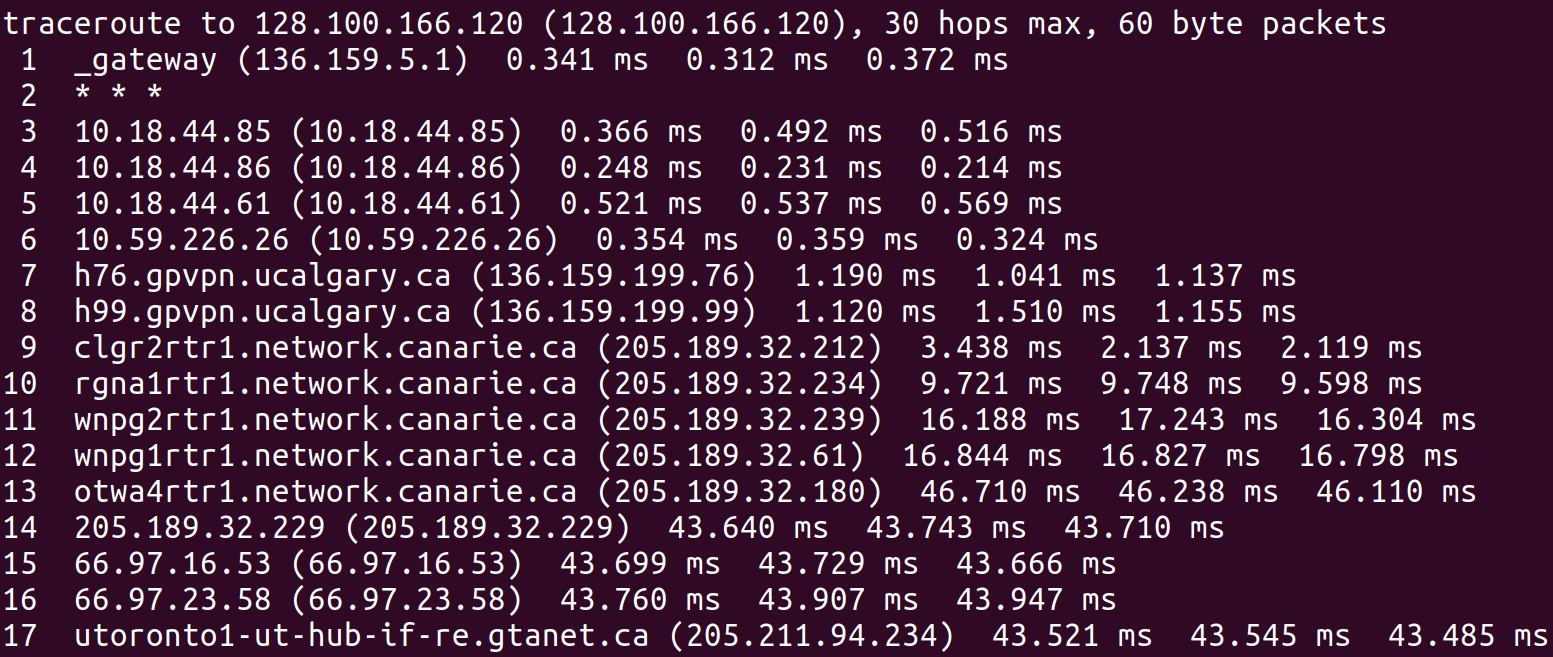 traceroute to 128.100.166.120 (128.100.166.120), 30 hops max, 60 byte packets
 1  _gateway (136.159.5.1)  0.341 ms  0.312 ms  0.372 ms
 2  * * *
 3  10.18.44.85 (10.18.44.85)  0.366 ms  0.492 ms  0.516 ms
 4  10.18.44.86 (10.18.44.86)  0.248 ms  0.231 ms  0.214 ms
 5  10.18.44.61 (10.18.44.61)  0.521 ms  0.537 ms  0.569 ms
 6  10.59.226.26 (10.59.226.26)  0.354 ms  0.359 ms  0.324 ms
 7  h76.gpvpn.ucalgary.ca (136.159.199.76)  1.190 ms  1.041 ms  1.137 ms
 8  h99.gpvpn.ucalgary.ca (136.159.199.99)  1.120 ms  1.510 ms  1.155 ms
 9  clgr2rtr1.network.canarie.ca (205.189.32.212)  3.438 ms  2.137 ms  2.119 ms
10  rgna1rtr1.network.canarie.ca (205.189.32.234)  9.721 ms  9.748 ms  9.598 ms
11  wnpg2rtr1.network.canarie.ca (205.189.32.239)  16.188 ms  17.243 ms  16.304 ms
12  wnpg1rtr1.network.canarie.ca (205.189.32.61)  16.844 ms  16.827 ms  16.798 ms
13  otwa4rtr1.network.canarie.ca (205.189.32.180)  46.710 ms  46.238 ms  46.110 ms
14  205.189.32.229 (205.189.32.229)  43.640 ms  43.743 ms  43.710 ms
15  66.97.16.53 (66.97.16.53)  43.699 ms  43.729 ms  43.666 ms
16  66.97.23.58 (66.97.23.58)  43.760 ms  43.907 ms  43.947 ms
17  utoronto1-ut-hub-if-re.gtanet.ca (205.211.94.234)  43.521 ms  43.545 ms  43.485 ms